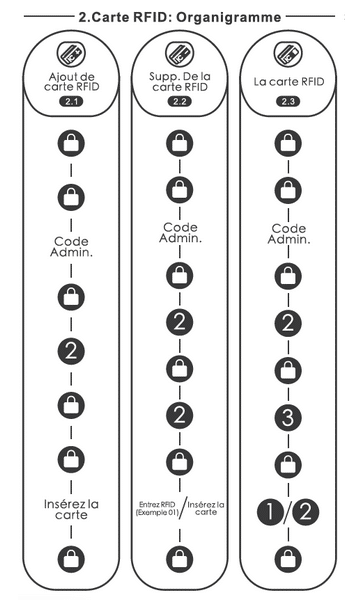 2.Carte RFID: Organigramme
Ajout de
carte RFID
2.1
Code
Admin.
2
Insérez la
carte
Supp. De la
carte RFID
2.2
Code
Admin.
2
2
Entrez RFID
(Exemple 01)
/
Insérez la
carte
La carte RFID
2.3
Code
Admin.
2
3
1/2